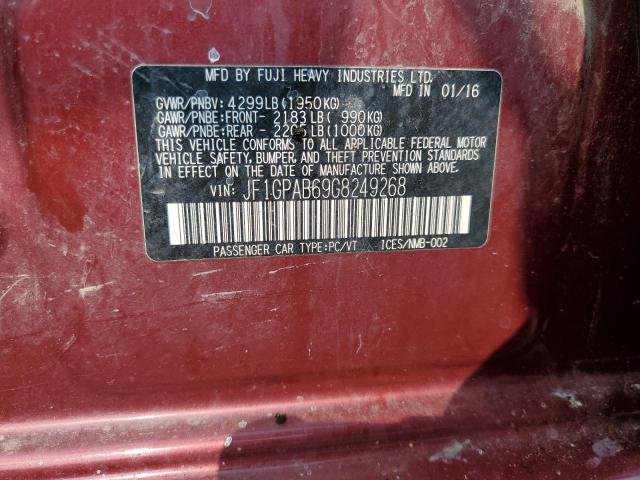 MFD BY FUJI HEAVY INDUSTRIES LTD.
MFD IN 01/16
GVWR/PNBV: 4299LB(1950KG)
GAWR/PNBE:FRONT- 2183LB( 990KG)
GAWR/PNBE:REAR - 2205LB(1000KG)
THIS VEHICLE CONFORMS TO ALL APPLICABLE FEDERAL MOTOR
VEHICLE SAFETY, BUMPER, AND THEFT PREVENTION STANDARDS
IN EFFECT ON THE DATE OF MANUFACTURE SHOWN ABOVE.
VIN: JF1GPAB69G8249268
PASSENGER CAR TYPE:PC/VT ICES/NMB-002